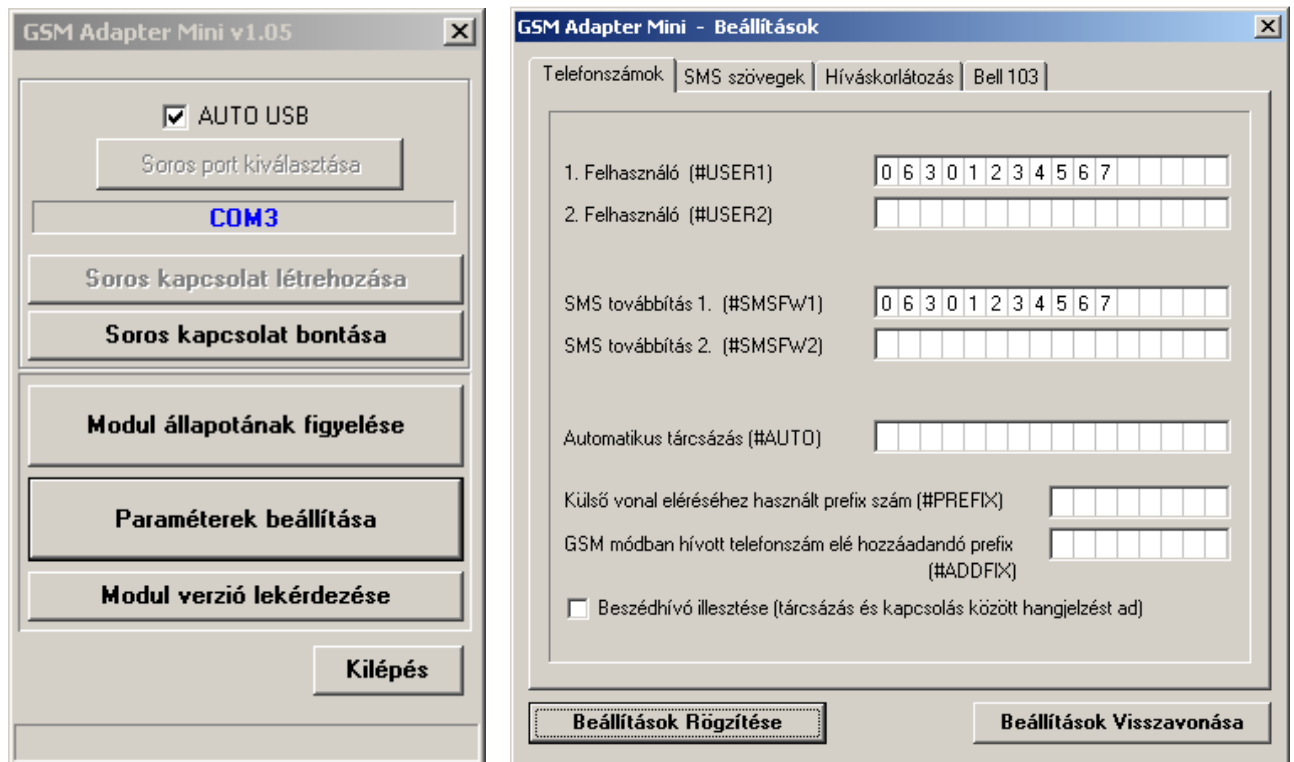 GSM Adapter Mini v1.05
AUTO USB
Soros port kiválasztása
COM3
Soros kapcsolat létrehozása
Soros kapcsolat bontása
Modul állapotának figyelése
Paraméterek beállítása
Modul verzió lekérdezése
Kilépés
GSM Adapter Mini - Beállítások
Telefonszámok SMS szövegek Híváskorlátozás Bell 103
1. Felhasználó (#USER1) 06301234567
2. Felhasználó (#USER2)
SMS továbbítás 1. (#SMSFW1) 06301234567
SMS továbbítás 2. (#SMSFW2)
Automatikus tárcsázás (#AUTO)
Külső vonal eléréséhez használt prefix szám (#PREFIX)
GSM módban hívott telefonszám elé hozzáadandó prefix
(#ADDFIX)
Beszédhívó illesztése (tárcsázás és kapcsolás között hangjelzést ad)
Beállítások Rögzítése Beállítások Visszavonása